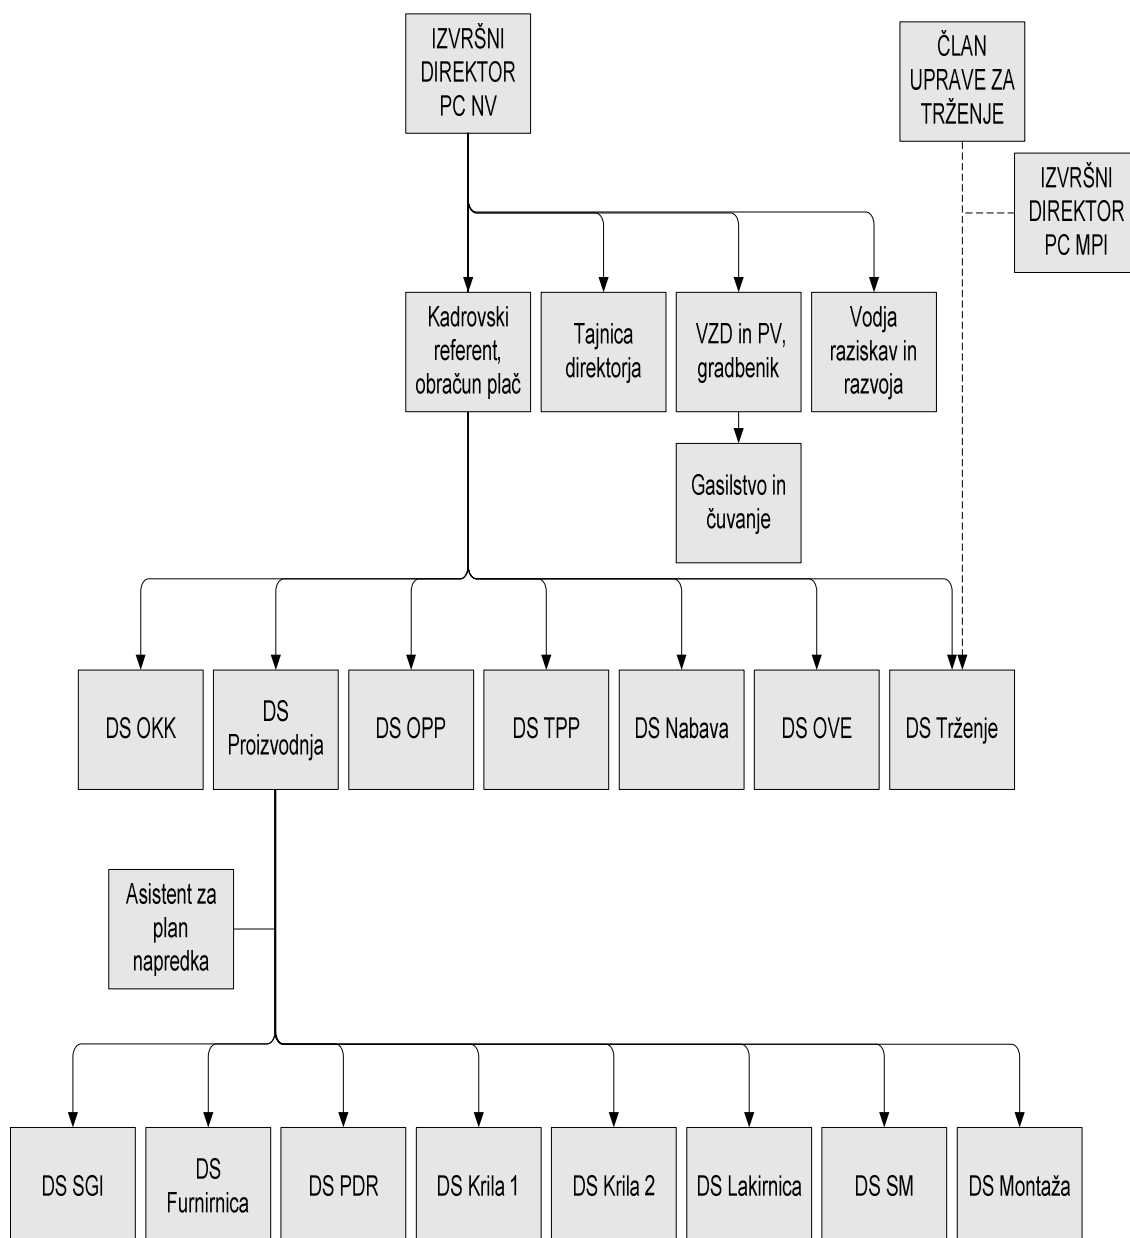 IZVRŠNI
DIREKTOR
PC NV
ČLAN
UPRAVE ZA
TRŽENJE
IZVRŠNI
DIREKTOR
PC MPI
Kadrovski
referent,
obračun plač
Tajnica
direktorja
VZD in PV,
gradbenik
Vodja
raziskav in
razvoja
Gasilstvo in
čuvanje
DS OKK
DS
Proizvodnja
DS OPP
DS TPP
DS Nabava
DS OVE
DS Trženje
Asistent za
plan
napredka
DS SGI
DS
Furnirnica
DS PDR
DS Krila 1
DS Krila 2
DS Lakirnica
DS SM
DS Montaža